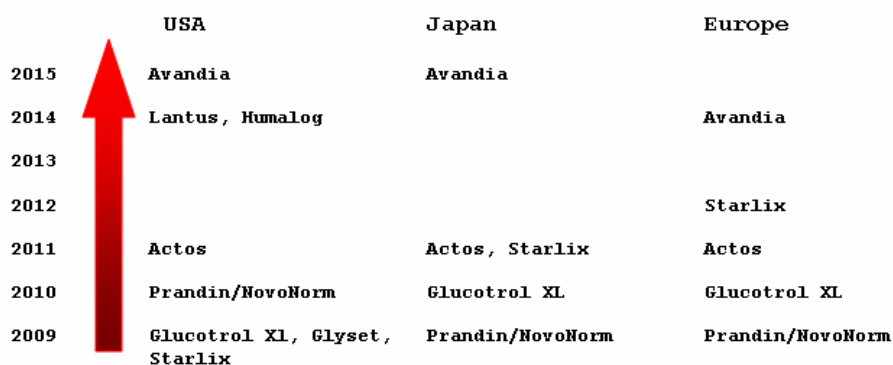 USA Japan Europe
2015 Avandia Avandia
2014 Lantus, Humalog Avandia
2013
2012 Starlix
2011 Actos Actos, Starlix Actos
2010 Prandin/NovoNorm Glucotrol XL Glucotrol XL
2009 Glucotrol Xl, Glyset, Prandin/NovoNorm Prandin/NovoNorm
Starlix